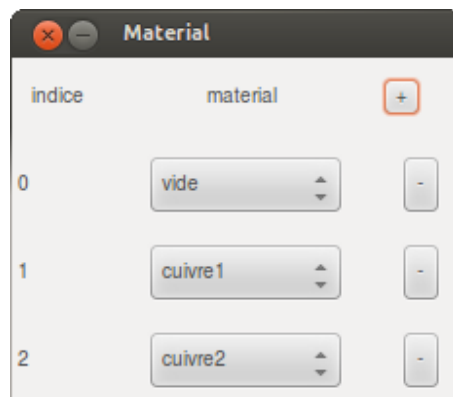 Material
indice material +
0 vide -
1 cuivre1 -
2 cuivre2 -